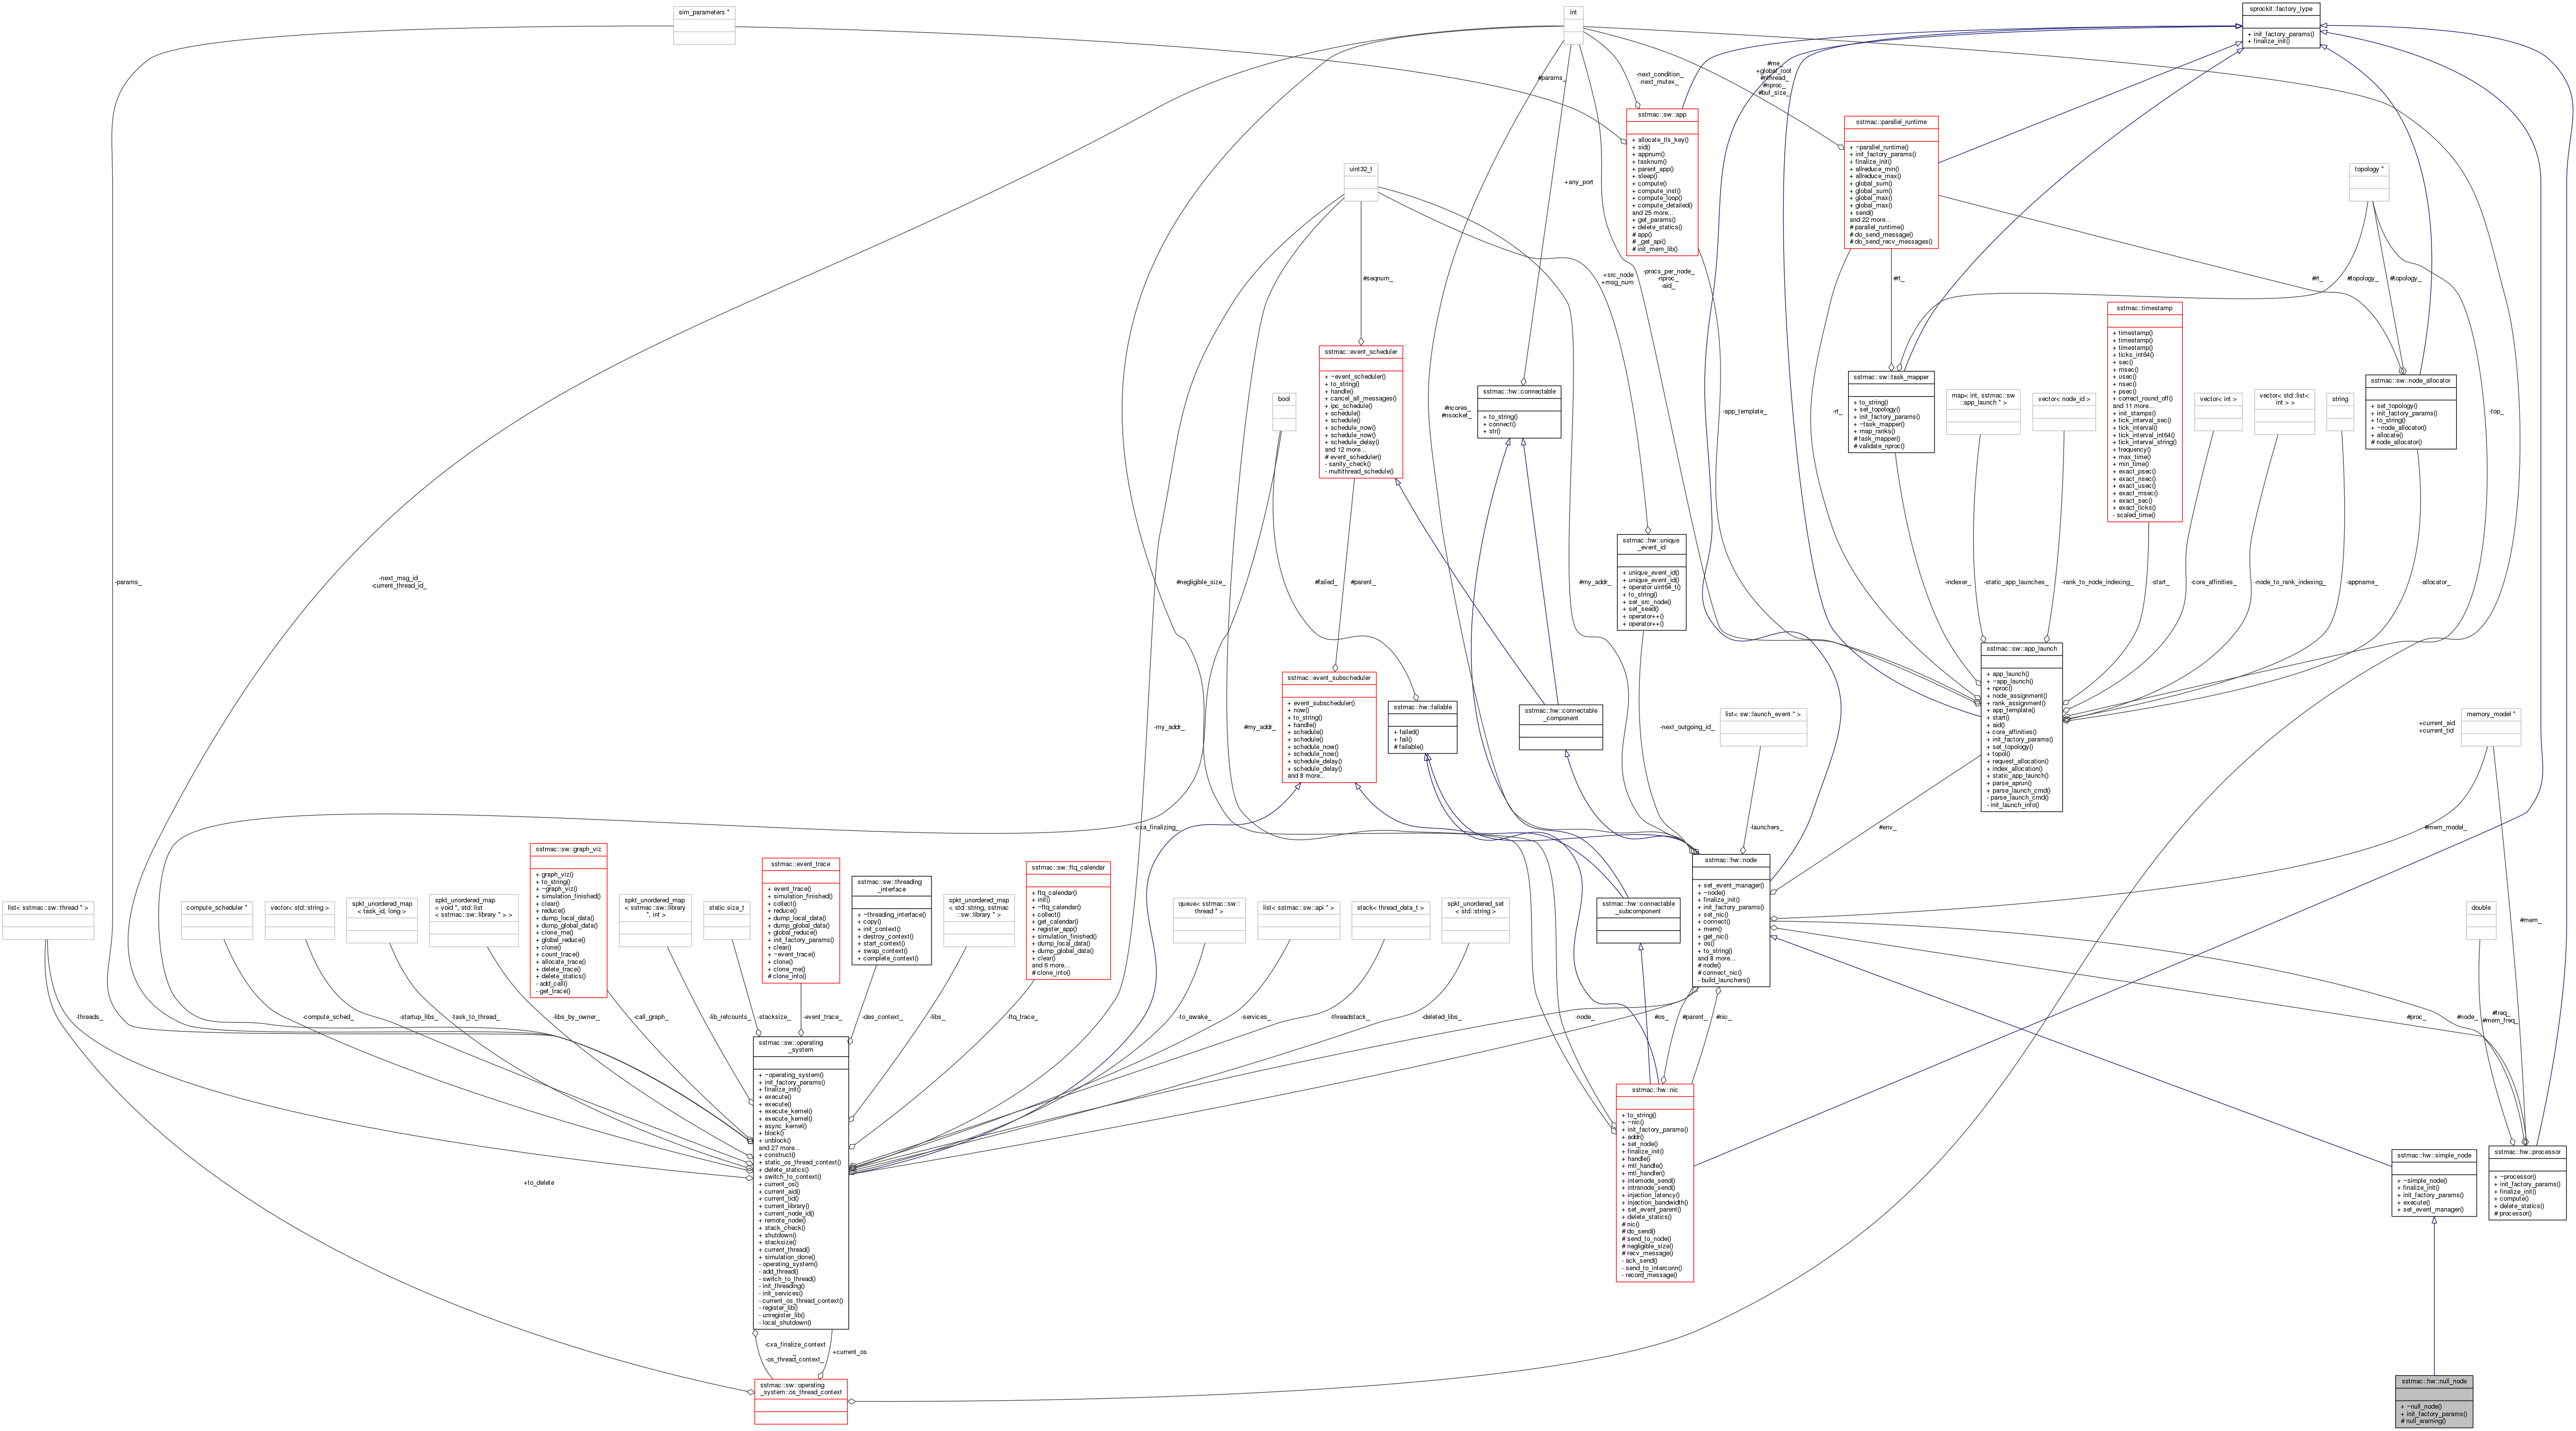 sim_parameters *
int
sprockit::factory_type
+ init_factory_params()
+ finalize_init()
#params_
-next_condition_
-next_mutex_
#me_
+global_root
#nthread_
#nproc_
#buf_size_
sstmac::sw::app
+ allocate_tls_key()
+ sid()
+ appnum()
+ tasknum()
+ parent_app()
+ sleep()
+ compute()
+ compute_inst()
+ compute_loop()
+ compute_detailed()
and 25 more...
+ get_params()
+ delete_statics()
# app()
# _get_api()
# init_mem_lib()
sstmac::parallel_runtime
+ ~parallel_runtime()
+ init_factory_params()
+ finalize_init()
+ allreduce_min()
+ allreduce_max()
+ global_sum()
+ global_sum()
+ global_max()
+ global_max()
+ send()
and 22 more...
# parallel_runtime()
# do_send_message()
# do_send_recv_messages()
uint32_t
topology *
+any_port
#seqnum_
+src_node
+msg_num
-procs_per_node_
-nproc_
-aid_
#rt_
#rt_
#topology_
#topology_
sstmac::timestamp
+ timestamp()
+ timestamp()
+ timestamp()
+ ticks_int64()
+ sec()
+ msec()
+ usec()
+ nsec()
+ psec()
+ correct_round_off()
and 11 more...
+ init_stamps()
+ tick_interval_sec()
+ tick_interval()
+ tick_interval_int64()
+ tick_interval_string()
+ frequency()
+ max_time()
+ min_time()
+ exact_psec()
+ exact_nsec()
+ exact_usec()
+ exact_msec()
+ exact_sec()
+ exact_ticks()
- scaled_time()
sstmac::event_scheduler
+ ~event_scheduler()
+ to_string()
+ handle()
+ cancel_all_messages()
+ ipc_schedule()
+ schedule()
+ schedule()
+ schedule_now()
+ schedule_now()
+ schedule_delay()
and 12 more...
# event_scheduler()
- sanity_check()
- multithread_schedule()
sstmac::hw::connectable
+ to_string()
+ connect()
+ str()
sstmac::sw::task_mapper
+ to_string()
+ set_topology()
+ init_factory_params()
+ ~task_mapper()
+ map_ranks()
# task_mapper()
# validate_nproc()
map< int, sstmac::sw
::app_launch * >
vector< node_id >
vector< int >
vector< std::list<
int > >
string
sstmac::sw::node_allocator
+ set_topology()
+ init_factory_params()
+ to_string()
+ ~node_allocator()
+ allocate()
# node_allocator()
bool
#ncores_
#nsocket_
-app_template_
-rt_
-top_
sstmac::hw::unique
_event_id
+ unique_event_id()
+ unique_event_id()
+ operator uint64_t()
+ to_string()
+ set_src_node()
+ set_seed()
+ operator++()
+ operator++()
-params_
-next_msg_id_
-current_thread_id_
#negligible_size_
#failed_
#parent_
#my_addr_
-indexer_
-static_app_launches_
-rank_to_node_indexing_
-start_
-core_affinities_
-node_to_rank_indexing_
-appname_
-allocator_
sstmac::sw::app_launch
+ app_launch()
+ ~app_launch()
+ nproc()
+ node_assignment()
+ rank_assignment()
+ app_template()
+ start()
+ aid()
+ core_affinities()
+ init_factory_params()
+ set_topology()
+ topol()
+ request_allocation()
+ index_allocation()
+ static_app_launch()
+ parse_aprun()
+ parse_launch_cmd()
- parse_launch_cmd()
- init_launch_info()
sstmac::event_subscheduler
+ event_subscheduler()
+ now()
+ to_string()
+ handle()
+ schedule()
+ schedule()
+ schedule_now()
+ schedule_now()
+ schedule_delay()
+ schedule_delay()
and 8 more...
sstmac::hw::failable
+ failed()
+ fail()
# failable()
sstmac::hw::connectable
_component
list< sw::launch_event * >
memory_model *
-my_addr_
#my_addr_
-next_outgoing_id_
+current_aid
+current_tid
-cxa_finalizing_
-launchers_
#env_
#mem_model_
sstmac::sw::graph_viz
+ graph_viz()
+ to_string()
+ ~graph_viz()
+ simulation_finished()
+ clear()
+ reduce()
+ dump_local_data()
+ dump_global_data()
+ clone_me()
+ global_reduce()
+ clone()
+ count_trace()
+ allocate_trace()
+ delete_trace()
+ delete_statics()
- add_call()
- get_trace()
sstmac::event_trace
+ event_trace()
+ simulation_finished()
+ collect()
+ reduce()
+ dump_local_data()
+ dump_global_data()
+ global_reduce()
+ init_factory_params()
+ clear()
+ ~event_trace()
+ clone()
+ clone_me()
# clone_into()
sstmac::sw::threading
_interface
+ ~threading_interface()
+ copy()
+ init_context()
+ destroy_context()
+ start_context()
+ swap_context()
+ complete_context()
sstmac::sw::ftq_calendar
+ ftq_calendar()
+ init()
+ ~ftq_calendar()
+ collect()
+ get_calendar()
+ register_app()
+ simulation_finished()
+ dump_local_data()
+ dump_global_data()
+ clear()
and 6 more...
# clone_into()
sstmac::hw::node
+ set_event_manager()
+ ~node()
+ finalize_init()
+ init_factory_params()
+ set_nic()
+ connect()
+ mem()
+ get_nic()
+ os()
+ to_string()
and 8 more...
# node()
# connect_nic()
- build_launchers()
list< sstmac::sw::thread * >
compute_scheduler *
vector< std::string >
spkt_unordered_map
< task_id, long >
spkt_unordered_map
< void *, std::list
< sstmac::sw::library * > >
spkt_unordered_map
< sstmac::sw::library
*, int >
static size_t
spkt_unordered_map
< std::string, sstmac
::sw::library * >
queue< sstmac::sw::
thread * >
list< sstmac::sw::api * >
stack< thread_data_t >
spkt_unordered_set
< std::string >
sstmac::hw::connectable
_subcomponent
double
#mem_
-threads_
-compute_sched_
-startup_libs_
-task_to_thread_
-libs_by_owner_
-call_graph_
-lib_refcounts_
-stacksize_
-event_trace_
-des_context_
-libs_
-ftq_trace_
-to_awake_
-services_
-threadstack_
-deleted_libs_
-node_
#os_
#parent_
#nic_
#proc_
#node_
#freq_
#mem_freq_
sstmac::sw::operating
_system
+ ~operating_system()
+ init_factory_params()
+ finalize_init()
+ execute()
+ execute()
+ execute_kernel()
+ execute_kernel()
+ async_kernel()
+ block()
+ unblock()
and 27 more...
+ construct()
+ static_os_thread_context()
+ delete_statics()
+ switch_to_context()
+ current_os()
+ current_aid()
+ current_tid()
+ current_library()
+ current_node_id()
+ remote_node()
+ stack_check()
+ shutdown()
+ stacksize()
+ current_thread()
+ simulation_done()
- operating_system()
- add_thread()
- switch_to_thread()
- init_threading()
- init_services()
- current_os_thread_context()
- register_lib()
- unregister_lib()
- local_shutdown()
sstmac::hw::nic
+ to_string()
+ ~nic()
+ init_factory_params()
+ addr()
+ set_node()
+ finalize_init()
+ handle()
+ mtl_handle()
+ mtl_handler()
+ internode_send()
+ intranode_send()
+ injection_latency()
+ injection_bandwidth()
+ set_event_parent()
+ delete_statics()
# nic()
# do_send()
# send_to_node()
# negligible_size()
# recv_message()
- ack_send()
- send_to_interconn()
- record_message()
sstmac::hw::simple_node
+ ~simple_node()
+ finalize_init()
+ init_factory_params()
+ execute()
+ set_event_manager()
sstmac::hw::processor
+ ~processor()
+ init_factory_params()
+ finalize_init()
+ compute()
+ delete_statics()
# processor()
+to_delete
-cxa_finalize_context
_
-os_thread_context_
+current_os
sstmac::sw::operating
_system::os_thread_context
sstmac::hw::null_node
+ ~null_node()
+ init_factory_params()
# null_warning()